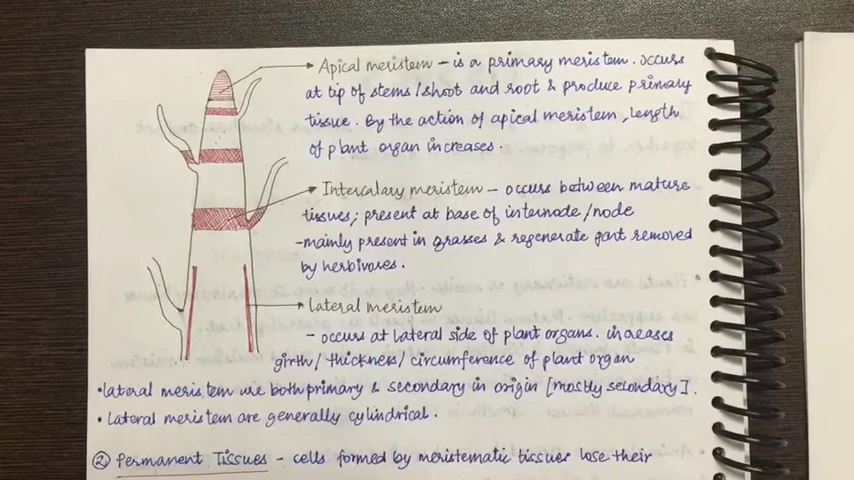 Apical meristem - is a primary meristem. occurs
at tip of stems/shoot and root & produce primary
tissue. By the action of apical meristem, length
of plant organ increases.
Intercalary meristem - occurs between mature
tissues; present at base of internode/node
-mainly present in grasses & regenerate part removed
by herbivores.
lateral meristem
- occurs at lateral side of plant organs. increases
girth/thickness/circumference of plant organ
•lateral meristem are both primary & secondary in origin [mostly secondary].
• lateral meristem are generally cylindrical.
② Permanent Tissues - cells formed by meristematic tissues lose their